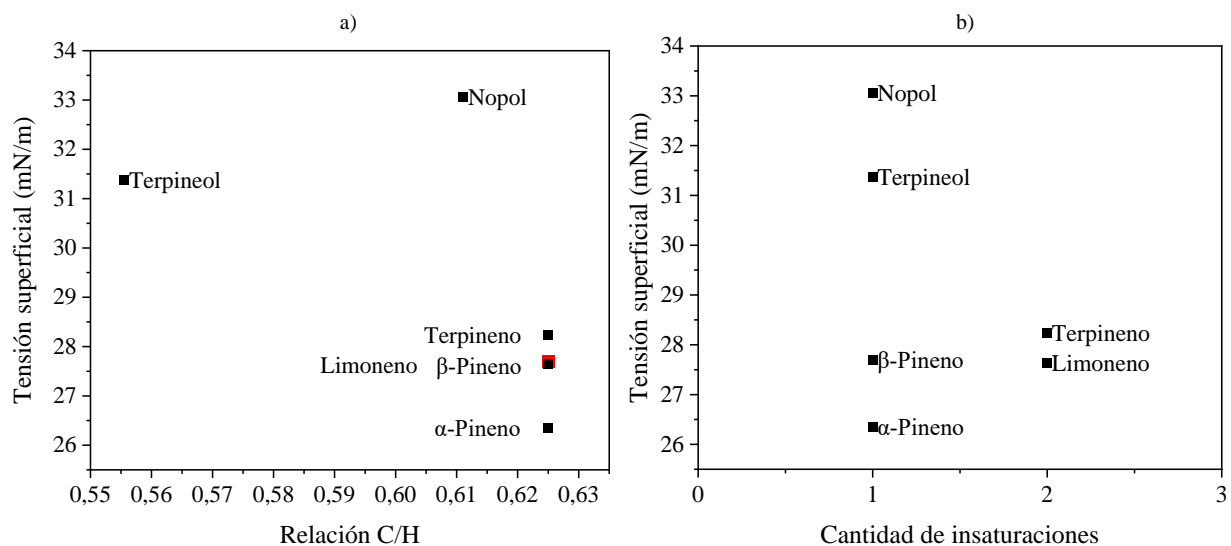 a)
34
33
32
31
30
29
28
27
26
Tensión superficial (mN/m)
Nopol
Terpineol
Terpineno
Limoneno β-Pineno
α-Pineno
0,55 0,56 0,57 0,58 0,59 0,60 0,61 0,62 0,63
Relación C/H
b)
34
33
32
31
30
29
28
27
26
Tensión superficial (mN/m)
Nopol
Terpineol
Terpineno
β-Pineno Limoneno
α-Pineno
0 1 2 3
Cantidad de insaturaciones